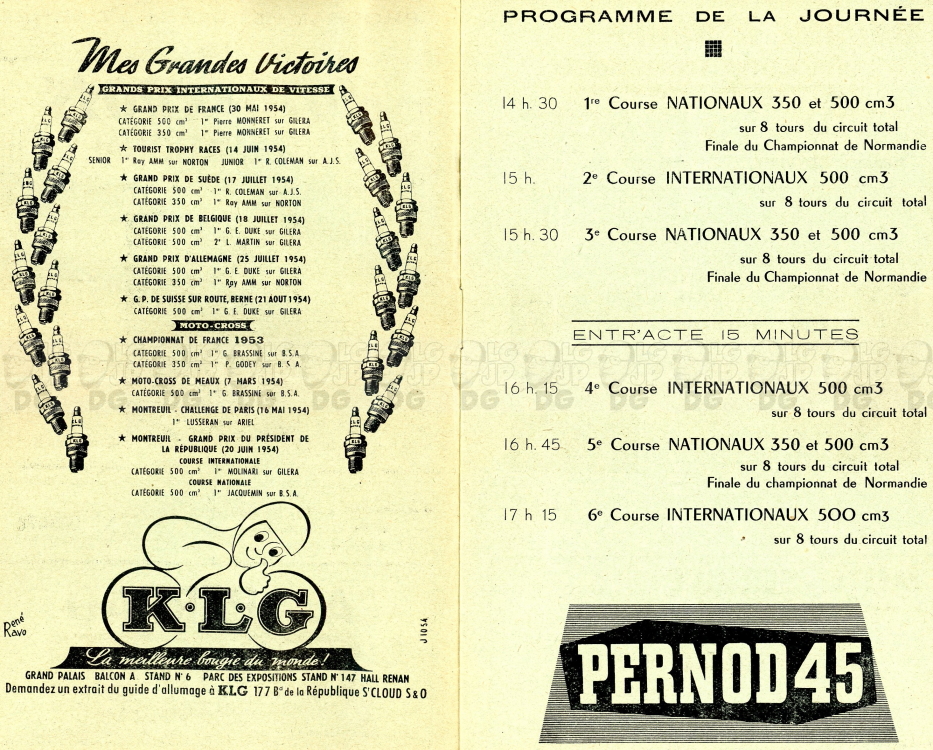 Mes Grandes Victoires
GRANDS PRIX INTERNATIONAUX DE VITESSE
★ GRAND PRIX DE FRANCE (30 MAI 1954)
CATÉGORIE 500 cm³ 1er Pierre MONNERET sur GILERA
CATÉGORIE 350 cm³ 1er Pierre MONNERET sur GILERA
★ TOURIST TROPHY RACES (14 JUIN 1954)
SENIOR 1er Ray AMM sur NORTON JUNIOR 1er R. COLEMAN sur A.J.S.
★ GRAND PRIX DE SUÈDE (17 JUILLET 1954)
CATÉGORIE 500 cm³ 1er R. COLEMAN sur A.J.S.
CATÉGORIE 350 cm³ 1er Ray AMM sur NORTON
★ GRAND PRIX DE BELGIQUE (18 JUILLET 1954)
CATÉGORIE 500 cm³ 1er G. E. DUKE sur GILERA
CATÉGORIE 500 cm³ 2e L. MARTIN sur GILERA
★ GRAND PRIX D'ALLEMAGNE (25 JUILLET 1954)
CATÉGORIE 500 cm³ 1er G. E. DUKE sur GILERA
CATÉGORIE 350 cm³ 1er Ray AMM sur NORTON
★ G.P. DE SUISSE SUR ROUTE, BERNE (21 AOUT 1954)
CATÉGORIE 500 cm³ 1er G. E. DUKE sur GILERA
MOTO-CROSS
★ CHAMPIONNAT DE FRANCE 1953
CATÉGORIE 500 cm³ 1er G. BRASSINE sur B.S.A.
CATÉGORIE 350 cm³ 1er P. GODEY sur B.S.A.
★ MOTO-CROSS DE MEAUX (7 MARS 1954)
CATÉGORIE 500 cm³ 1er G. BRASSINE sur B.S.A.
★ MONTREUIL - CHALLENGE DE PARIS (16 MAI 1954)
1er LUSSERAN sur ARIEL
★ MONTREUIL - GRAND PRIX DU PRÉSIDENT DE
LA RÉPUBLIQUE (20 JUIN 1954)
COURSE INTERNATIONALE
CATÉGORIE 500 cm³ 1er MOLINARI sur GILERA
COURSE NATIONALE
CATÉGORIE 500 cm³ 1er JACQUEMIN sur B.S.A.
K·L·G
René
Ravo
J 105A
La meilleure bougie du monde!
GRAND PALAIS BALCON A STAND N° 6 PARC DES EXPOSITIONS STAND N° 147 HALL RENAN
Demandez un extrait du guide d'allumage à KLG 177 Bd de la République St CLOUD S & O
PROGRAMME DE LA JOURNÉE
14 h. 30 1re Course NATIONAUX 350 et 500 cm3
sur 8 tours du circuit total
Finale du Championnat de Normandie
15 h. 2e Course INTERNATIONAUX 500 cm3
sur 8 tours du circuit total
15 h. 30 3e Course NATIONAUX 350 et 500 cm3
sur 8 tours du circuit total
Finale du Championnat de Normandie
ENTR'ACTE 15 MINUTES
16 h. 15 4e Course INTERNATIONAUX 500 cm3
sur 8 tours du circuit total
16 h. 45 5e Course NATIONAUX 350 et 500 cm3
sur 8 tours du circuit total
Finale du championnat de Normandie
17 h 15 6e Course INTERNATIONAUX 500 cm3
sur 8 tours du circuit total
PERNOD 45